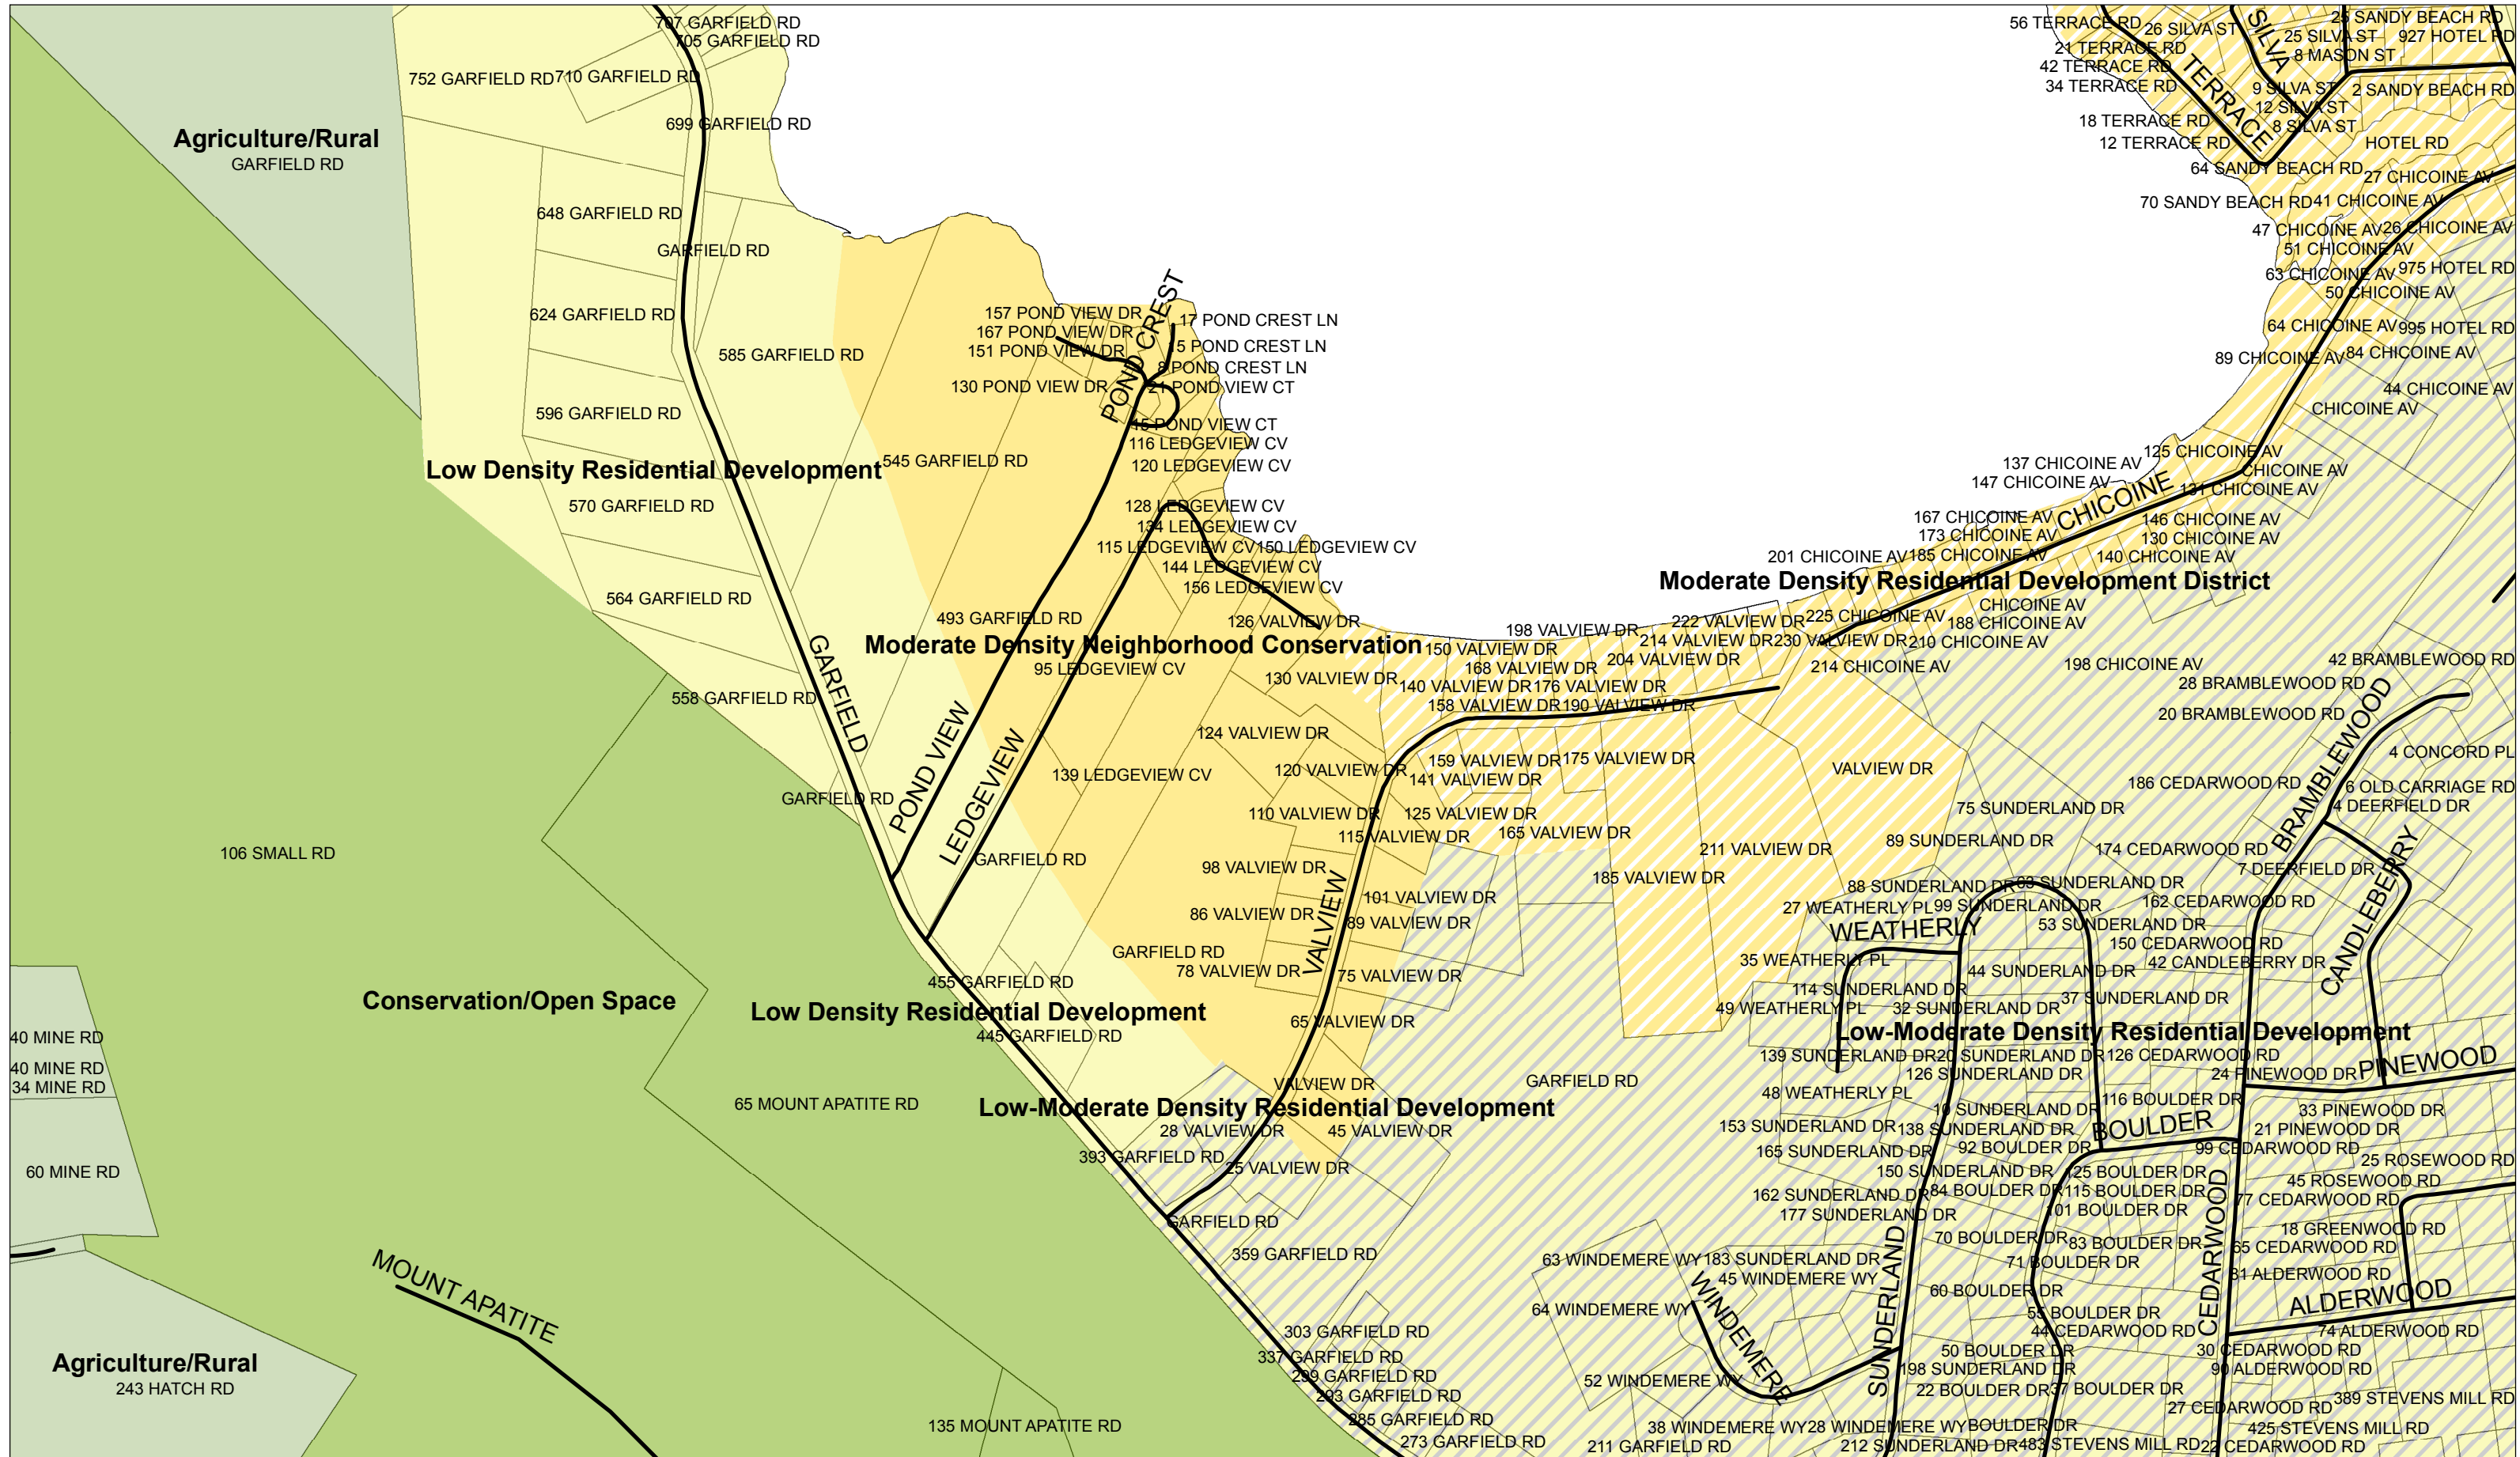 707 GARFIELD RD
705 GARFIELD RD
752 GARFIELD RD
710 GARFIELD RD
699 GARFIELD RD
Agriculture/Rural
GARFIELD RD
648 GARFIELD RD
GARFIELD RD
624 GARFIELD RD
585 GARFIELD RD
596 GARFIELD RD
Low Density Residential Development
545 GARFIELD RD
570 GARFIELD RD
564 GARFIELD RD
493 GARFIELD RD
558 GARFIELD RD
GARFIELD
GARFIELD RD
POND CREST
157 POND VIEW DR
167 POND VIEW DR
151 POND VIEW DR
130 POND VIEW DR
17 POND CREST LN
15 POND CREST LN
8 POND CREST LN
21 POND VIEW CT
15 POND VIEW CT
116 LEDGEVIEW CV
120 LEDGEVIEW CV
128 LEDGEVIEW CV
134 LEDGEVIEW CV
115 LEDGEVIEW CV
150 LEDGEVIEW CV
144 LEDGEVIEW CV
156 LEDGEVIEW CV
126 VALVIEW DR
Moderate Density Neighborhood Conservation
95 LEDGEVIEW CV
139 LEDGEVIEW CV
POND VIEW
LEDGEVIEW
GARFIELD RD
GARFIELD RD
455 GARFIELD RD
Low Density Residential Development
445 GARFIELD RD
130 VALVIEW DR
124 VALVIEW DR
120 VALVIEW DR
110 VALVIEW DR
98 VALVIEW DR
86 VALVIEW DR
78 VALVIEW DR
VALVIEW
150 VALVIEW DR
198 VALVIEW DR
222 VALVIEW DR
214 VALVIEW DR
230 VALVIEW DR
168 VALVIEW DR
204 VALVIEW DR
140 VALVIEW DR
176 VALVIEW DR
158 VALVIEW DR
190 VALVIEW DR
159 VALVIEW DR
175 VALVIEW DR
141 VALVIEW DR
125 VALVIEW DR
115 VALVIEW DR
165 VALVIEW DR
VALVIEW DR
211 VALVIEW DR
185 VALVIEW DR
101 VALVIEW DR
89 VALVIEW DR
75 VALVIEW DR
65 VALVIEW DR
VALVIEW DR
Low-Moderate Density Residential Development
28 VALVIEW DR
45 VALVIEW DR
393 GARFIELD RD
25 VALVIEW DR
GARFIELD RD
359 GARFIELD RD
GARFIELD RD
303 GARFIELD RD
337 GARFIELD RD
299 GARFIELD RD
293 GARFIELD RD
285 GARFIELD RD
273 GARFIELD RD
211 GARFIELD RD
106 SMALL RD
Conservation/Open Space
65 MOUNT APATITE RD
135 MOUNT APATITE RD
MOUNT APATITE
40 MINE RD
40 MINE RD
34 MINE RD
60 MINE RD
Agriculture/Rural
243 HATCH RD
56 TERRACE RD
21 TERRACE RD
42 TERRACE RD
34 TERRACE RD
18 TERRACE RD
12 TERRACE RD
TERRACE
26 SILVA ST
SILVA
25 SANDY BEACH RD
25 SILVA ST
927 HOTEL RD
8 MASON ST
9 SILVA ST
2 SANDY BEACH RD
12 SILVA ST
8 SILVA ST
HOTEL RD
64 SANDY BEACH RD
27 CHICOINE AV
70 SANDY BEACH RD
41 CHICOINE AV
47 CHICOINE AV
26 CHICOINE AV
51 CHICOINE AV
63 CHICOINE AV
975 HOTEL RD
50 CHICOINE AV
64 CHICOINE AV
995 HOTEL RD
89 CHICOINE AV
84 CHICOINE AV
44 CHICOINE AV
CHICOINE AV
125 CHICOINE AV
137 CHICOINE AV
CHICOINE AV
147 CHICOINE AV
131 CHICOINE AV
CHICOINE
167 CHICOINE AV
146 CHICOINE AV
173 CHICOINE AV
130 CHICOINE AV
201 CHICOINE AV
185 CHICOINE AV
140 CHICOINE AV
Moderate Density Residential Development District
CHICOINE AV
225 CHICOINE AV
188 CHICOINE AV
210 CHICOINE AV
214 CHICOINE AV
198 CHICOINE AV
42 BRAMBLEWOOD RD
28 BRAMBLEWOOD RD
20 BRAMBLEWOOD RD
BRAMBLEWOOD
4 CONCORD PL
186 CEDARWOOD RD
6 OLD CARRIAGE RD
4 DEERFIELD DR
75 SUNDERLAND DR
89 SUNDERLAND DR
174 CEDARWOOD RD
7 DEERFIELD DR
CANDLEBERRY
88 SUNDERLAND DR
63 SUNDERLAND DR
27 WEATHERLY PL
99 SUNDERLAND DR
162 CEDARWOOD RD
WEATHERLY
53 SUNDERLAND DR
150 CEDARWOOD RD
35 WEATHERLY PL
42 CANDLEBERRY DR
44 SUNDERLAND DR
114 SUNDERLAND DR
37 SUNDERLAND DR
49 WEATHERLY PL
32 SUNDERLAND DR
Low-Moderate Density Residential Development
139 SUNDERLAND DR
20 SUNDERLAND DR
126 CEDARWOOD RD
PINEWOOD
126 SUNDERLAND DR
24 PINEWOOD DR
48 WEATHERLY PL
116 BOULDER DR
10 SUNDERLAND DR
33 PINEWOOD DR
153 SUNDERLAND DR
138 SUNDERLAND DR
BOULDER
21 PINEWOOD DR
165 SUNDERLAND DR
92 BOULDER DR
99 CEDARWOOD RD
25 ROSEWOOD RD
150 SUNDERLAND DR
125 BOULDER DR
45 ROSEWOOD RD
162 SUNDERLAND DR
84 BOULDER DR
115 BOULDER DR
77 CEDARWOOD RD
177 SUNDERLAND DR
101 BOULDER DR
CEDARWOOD
18 GREENWOOD RD
70 BOULDER DR
83 BOULDER DR
65 CEDARWOOD RD
63 WINDEMERE WY
183 SUNDERLAND DR
71 BOULDER DR
45 WINDEMERE WY
81 ALDERWOOD RD
60 BOULDER DR
ALDERWOOD
64 WINDEMERE WY
WINDEMERE
SUNDERLAND
55 BOULDER DR
44 CEDARWOOD RD
74 ALDERWOOD RD
50 BOULDER DR
30 CEDARWOOD RD
198 SUNDERLAND DR
90 ALDERWOOD RD
52 WINDEMERE WY
22 BOULDER DR
37 BOULDER DR
27 CEDARWOOD RD
389 STEVENS MILL RD
38 WINDEMERE WY
28 WINDEMERE WY
BOULDER DR
425 STEVENS MILL RD
212 SUNDERLAND DR
483 STEVENS MILL RD
22 CEDARWOOD RD